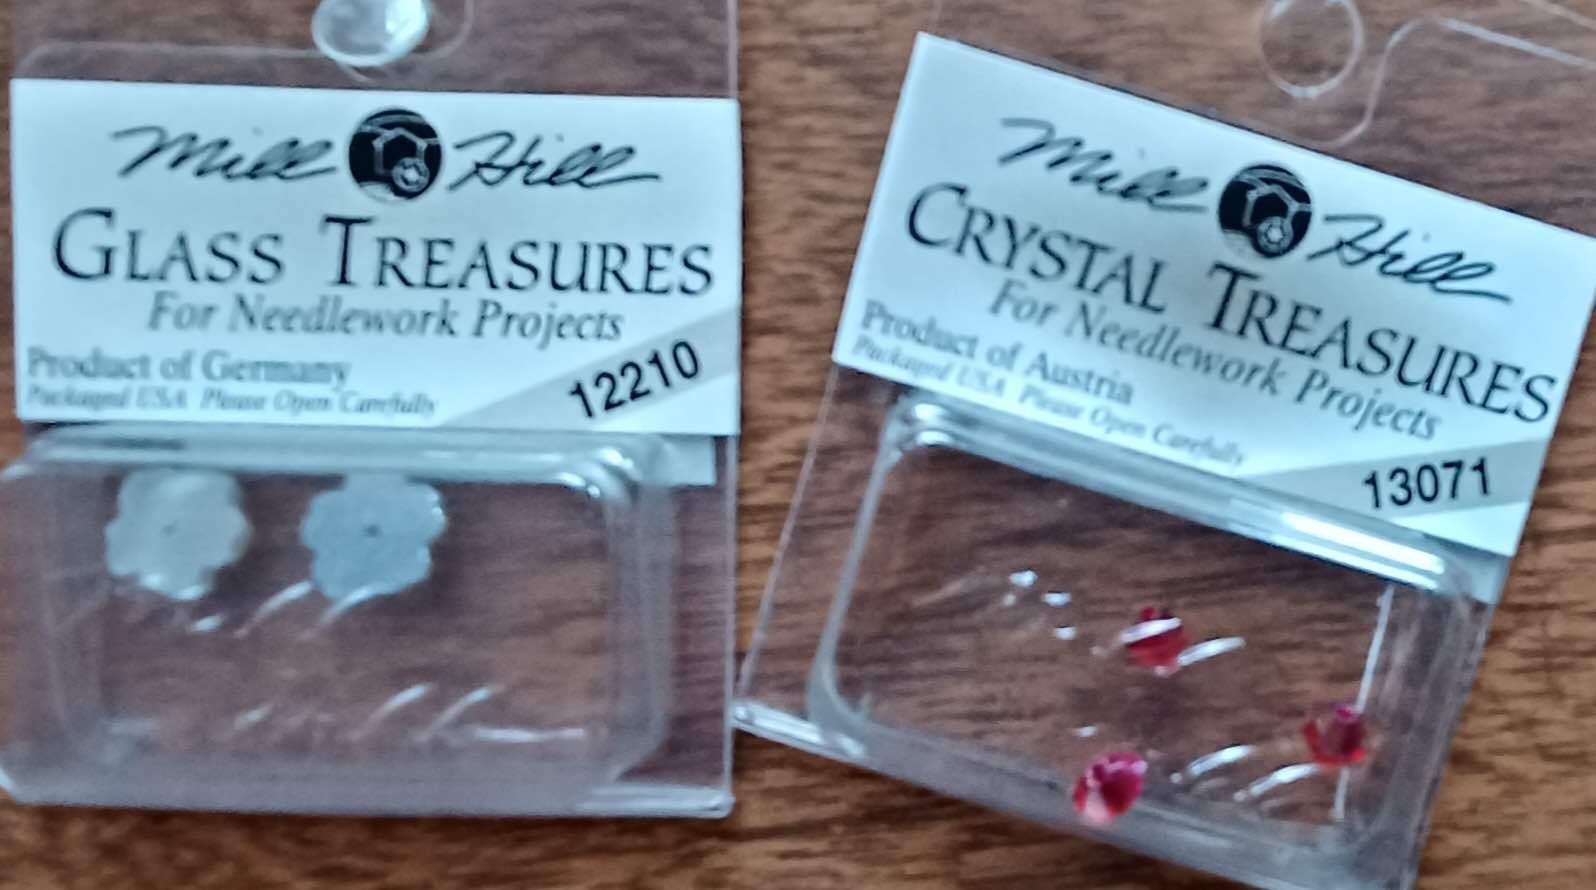 Mill Hill
GLASS TREASURES
For Needlework Projects
Product of Germany
Packaged USA Please Open Carefully
12210
Mill Hill
CRYSTAL TREASURES
For Needlework Projects
Product of Austria
Packaged USA Please Open Carefully
13071